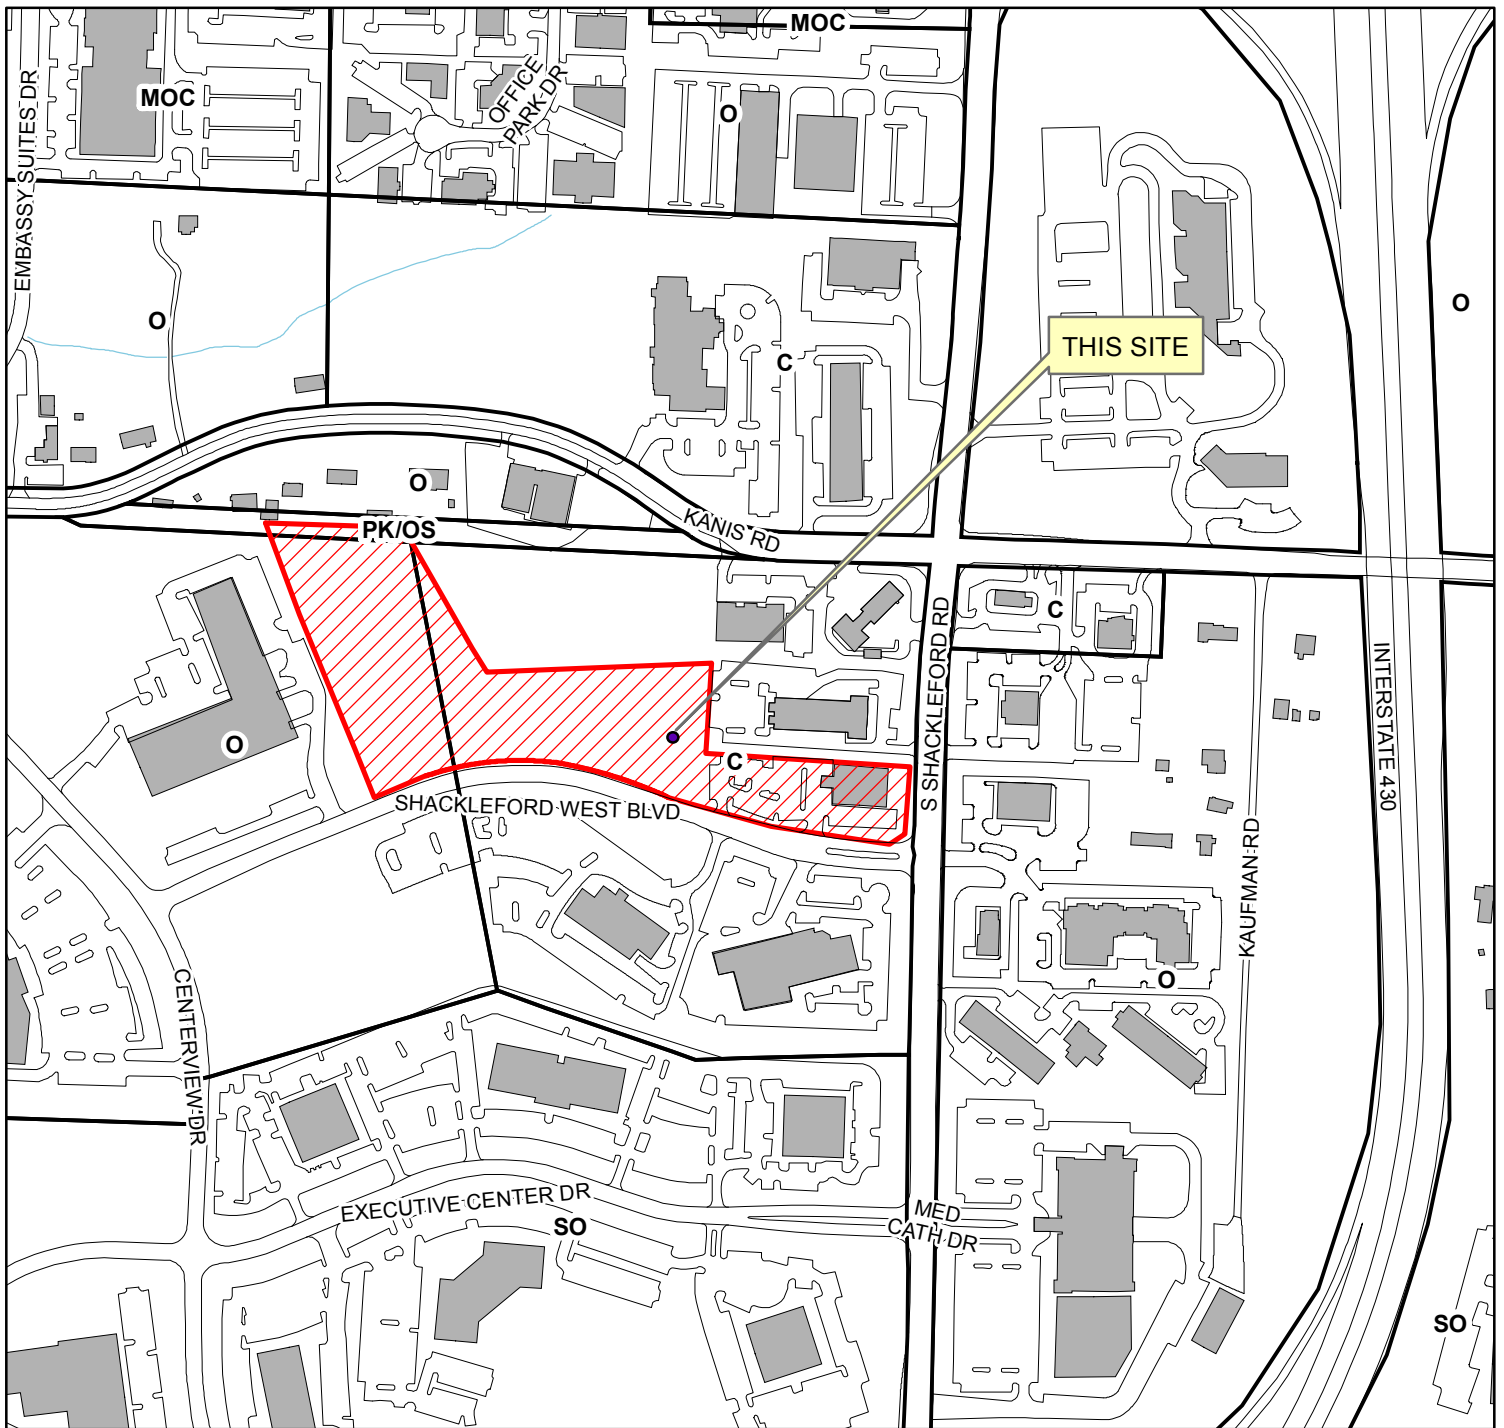 MOC
MOC
EMBASSY SUITES DR
OFFICE
PARK DR
O
O
O
C
THIS SITE
O
PK/OS
KANIS RD
C
S SHACKLEFORD RD
INTERSTATE 430
O
C
SHACKLEFORD WEST BLVD
KAUFMAN RD
CENTERVIEW DR
O
EXECUTIVE CENTER DR
SO
MED
CATH DR
SO